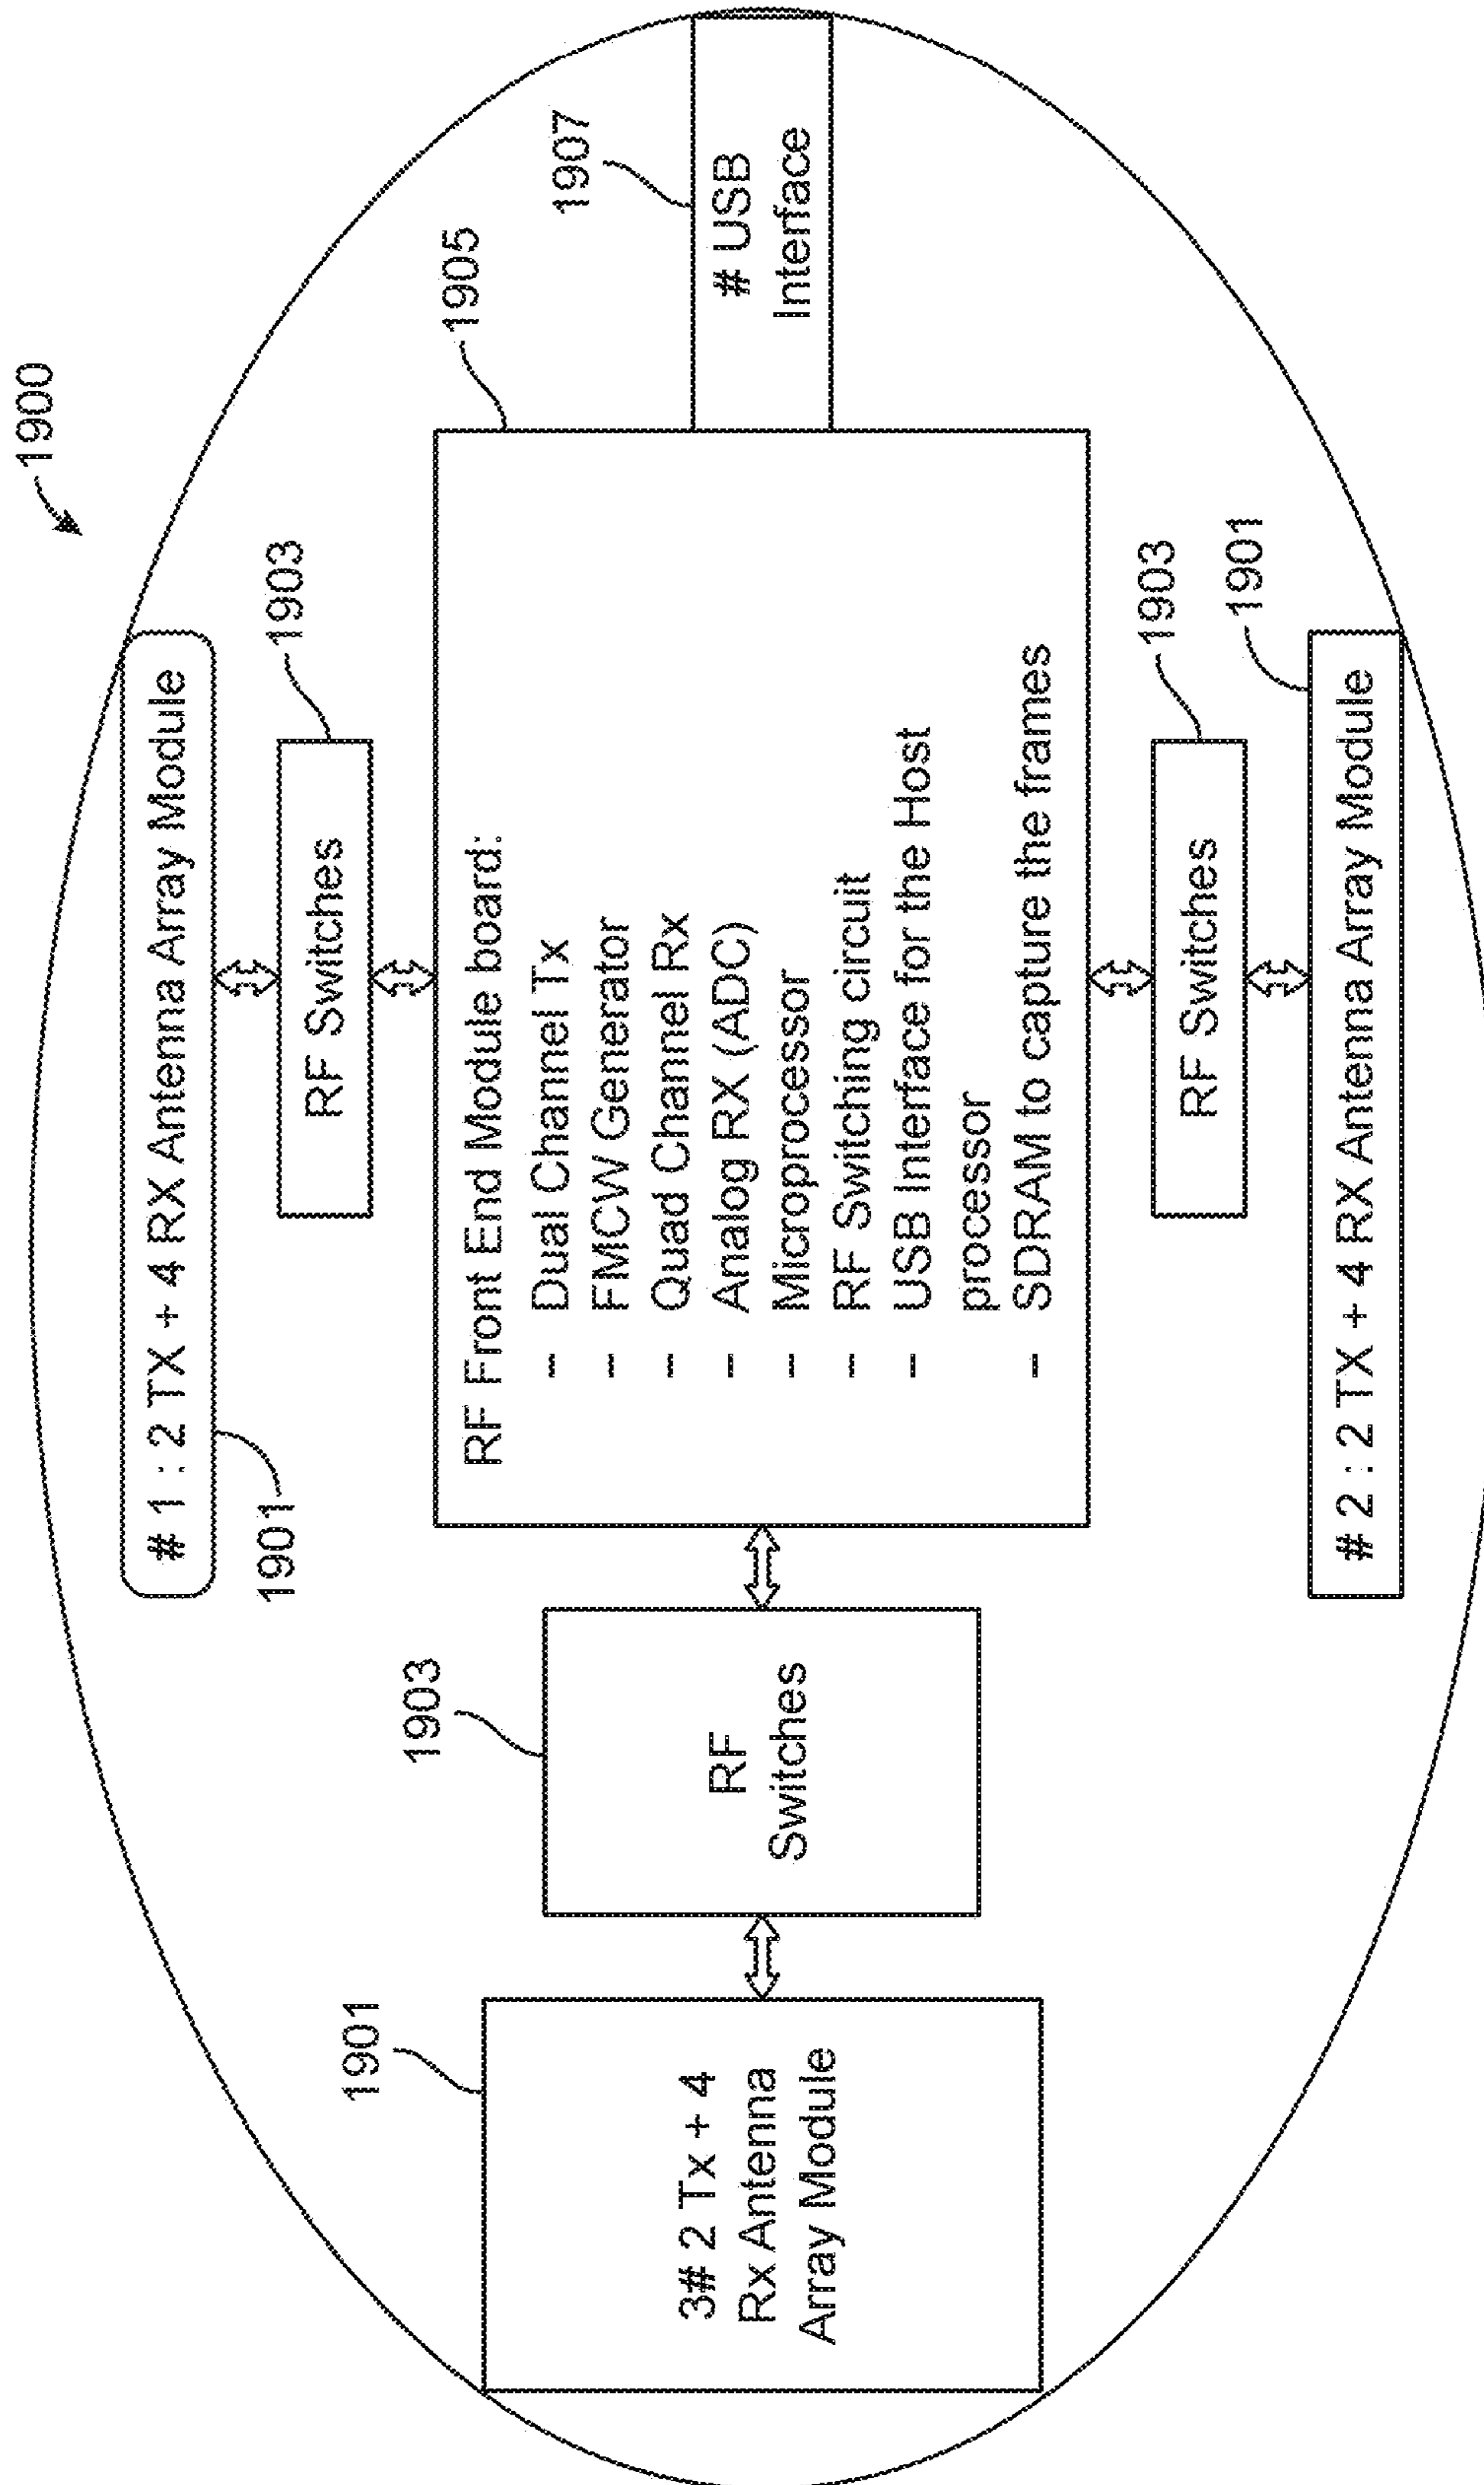 1900
# 1 : 2 TX + 4 RX Antenna Array Module
1901
RF Switches
1903
1905
RF Front End Module board:
- Dual Channel Tx
- FMCW Generator
- Quad Channel Rx
- Analog RX (ADC)
- Microprocessor
- RF Switching circuit
- USB Interface for the Host
processor
- SDRAM to capture the frames
1907
# USB
Interface
1903
RF
Switches
1901
3# 2 Tx + 4
Rx Antenna
Array Module
RF Switches
1903
# 2 : 2 TX + 4 RX Antenna Array Module
1901